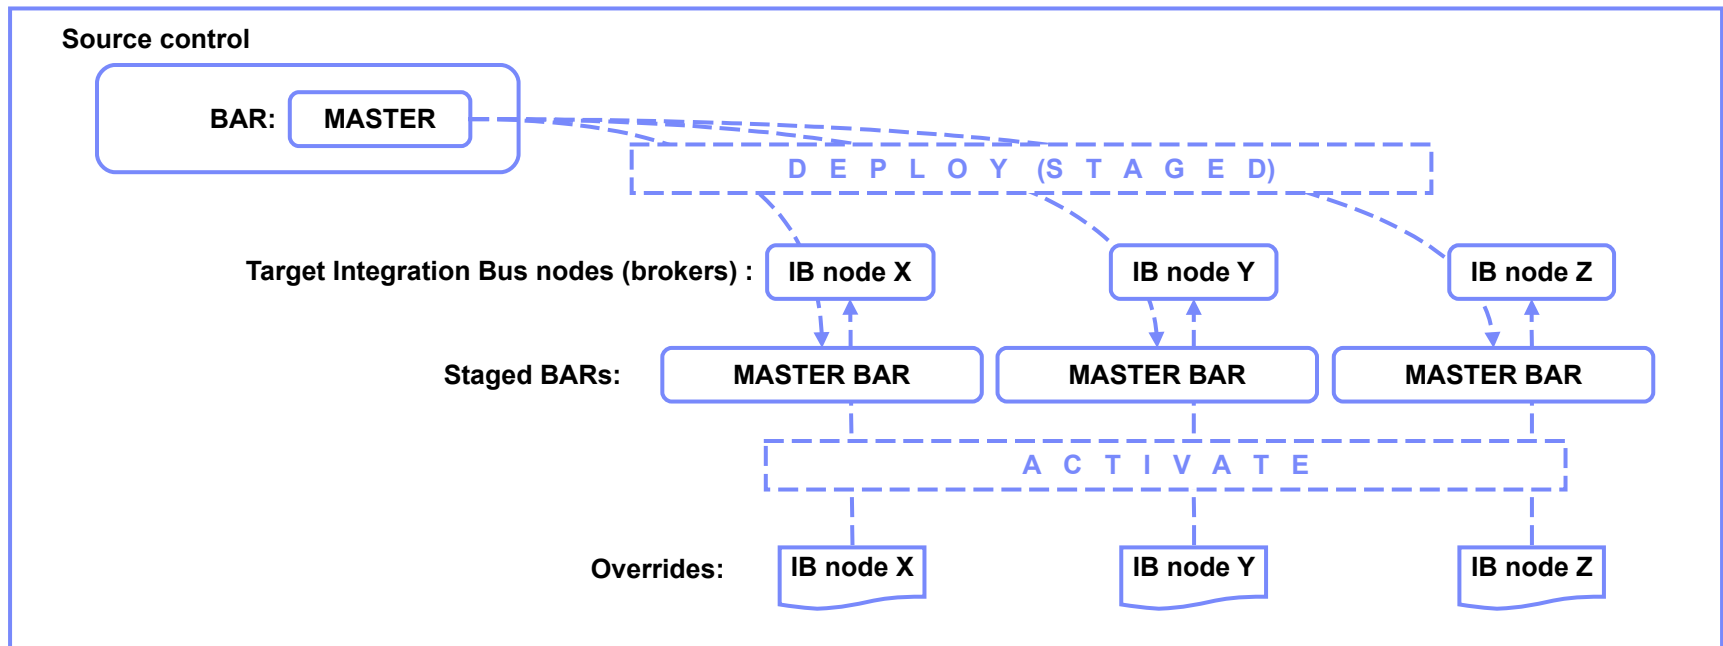 Source control
BAR: MASTER
D E P L O Y (S T A G E D)
Target Integration Bus nodes (brokers) : IB node X IB node Y IB node Z
Staged BARs: MASTER BAR MASTER BAR MASTER BAR
A C T I V A T E
Overrides: IB node X IB node Y IB node Z